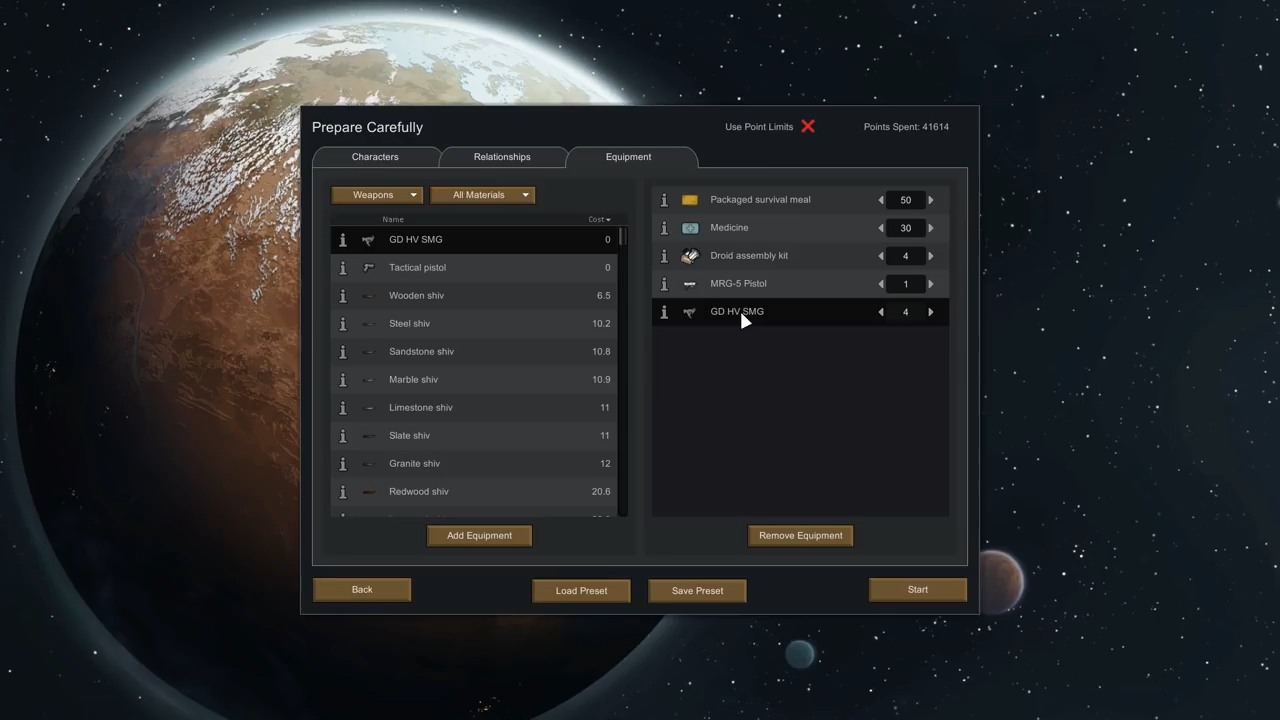 Prepare Carefully
Use Point Limits
Points Spent: 41614
Characters
Relationships
Equipment
Weapons
All Materials
Name Cost
GD HV SMG 0
Tactical pistol 0
Wooden shiv 6.5
Steel shiv 10.2
Sandstone shiv 10.8
Marble shiv 10.9
Limestone shiv 11
Slate shiv 11
Granite shiv 12
Redwood shiv 20.6
Add Equipment
Packaged survival meal 50
Medicine 30
Droid assembly kit 4
MRG-5 Pistol 1
GD HV SMG 4
Remove Equipment
Back
Load Preset
Save Preset
Start